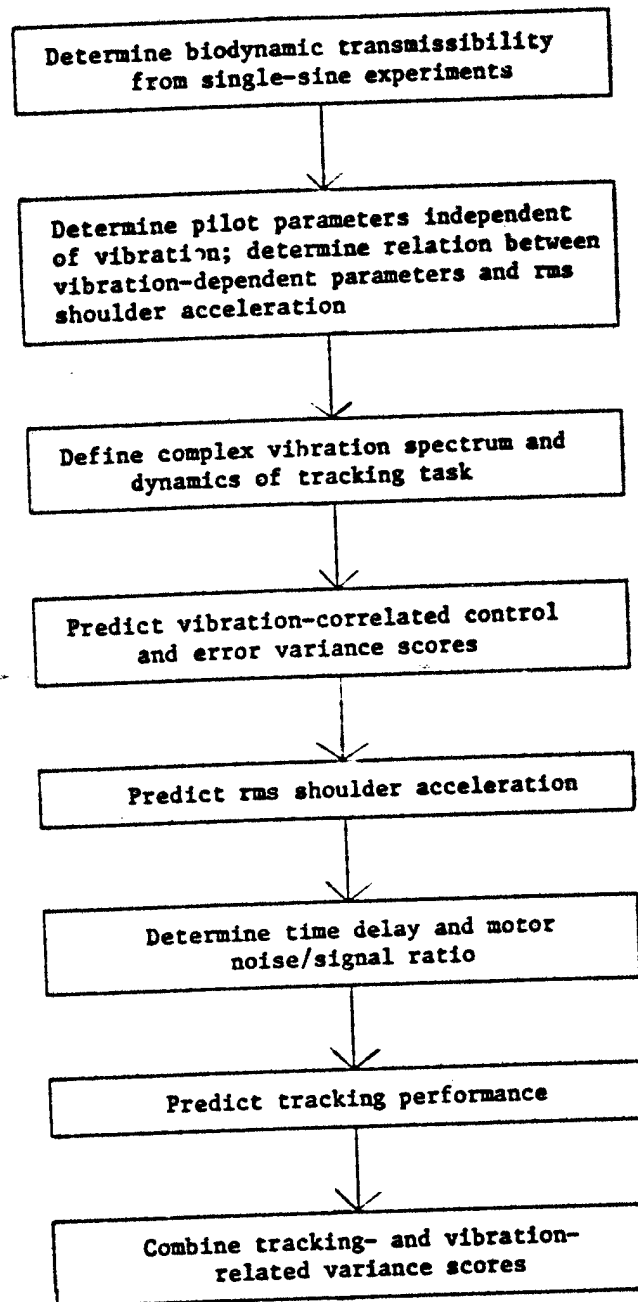 Determine biodynamic transmissibility
from single-sine experiments
Determine pilot parameters independent
of vibration; determine relation between
vibration-dependent parameters and rms
shoulder acceleration
Define complex vibration spectrum and
dynamics of tracking task
Predict vibration-correlated control
and error variance scores
Predict rms shoulder acceleration
Determine time delay and motor
noise/signal ratio
Predict tracking performance
Combine tracking- and vibration-
related variance scores